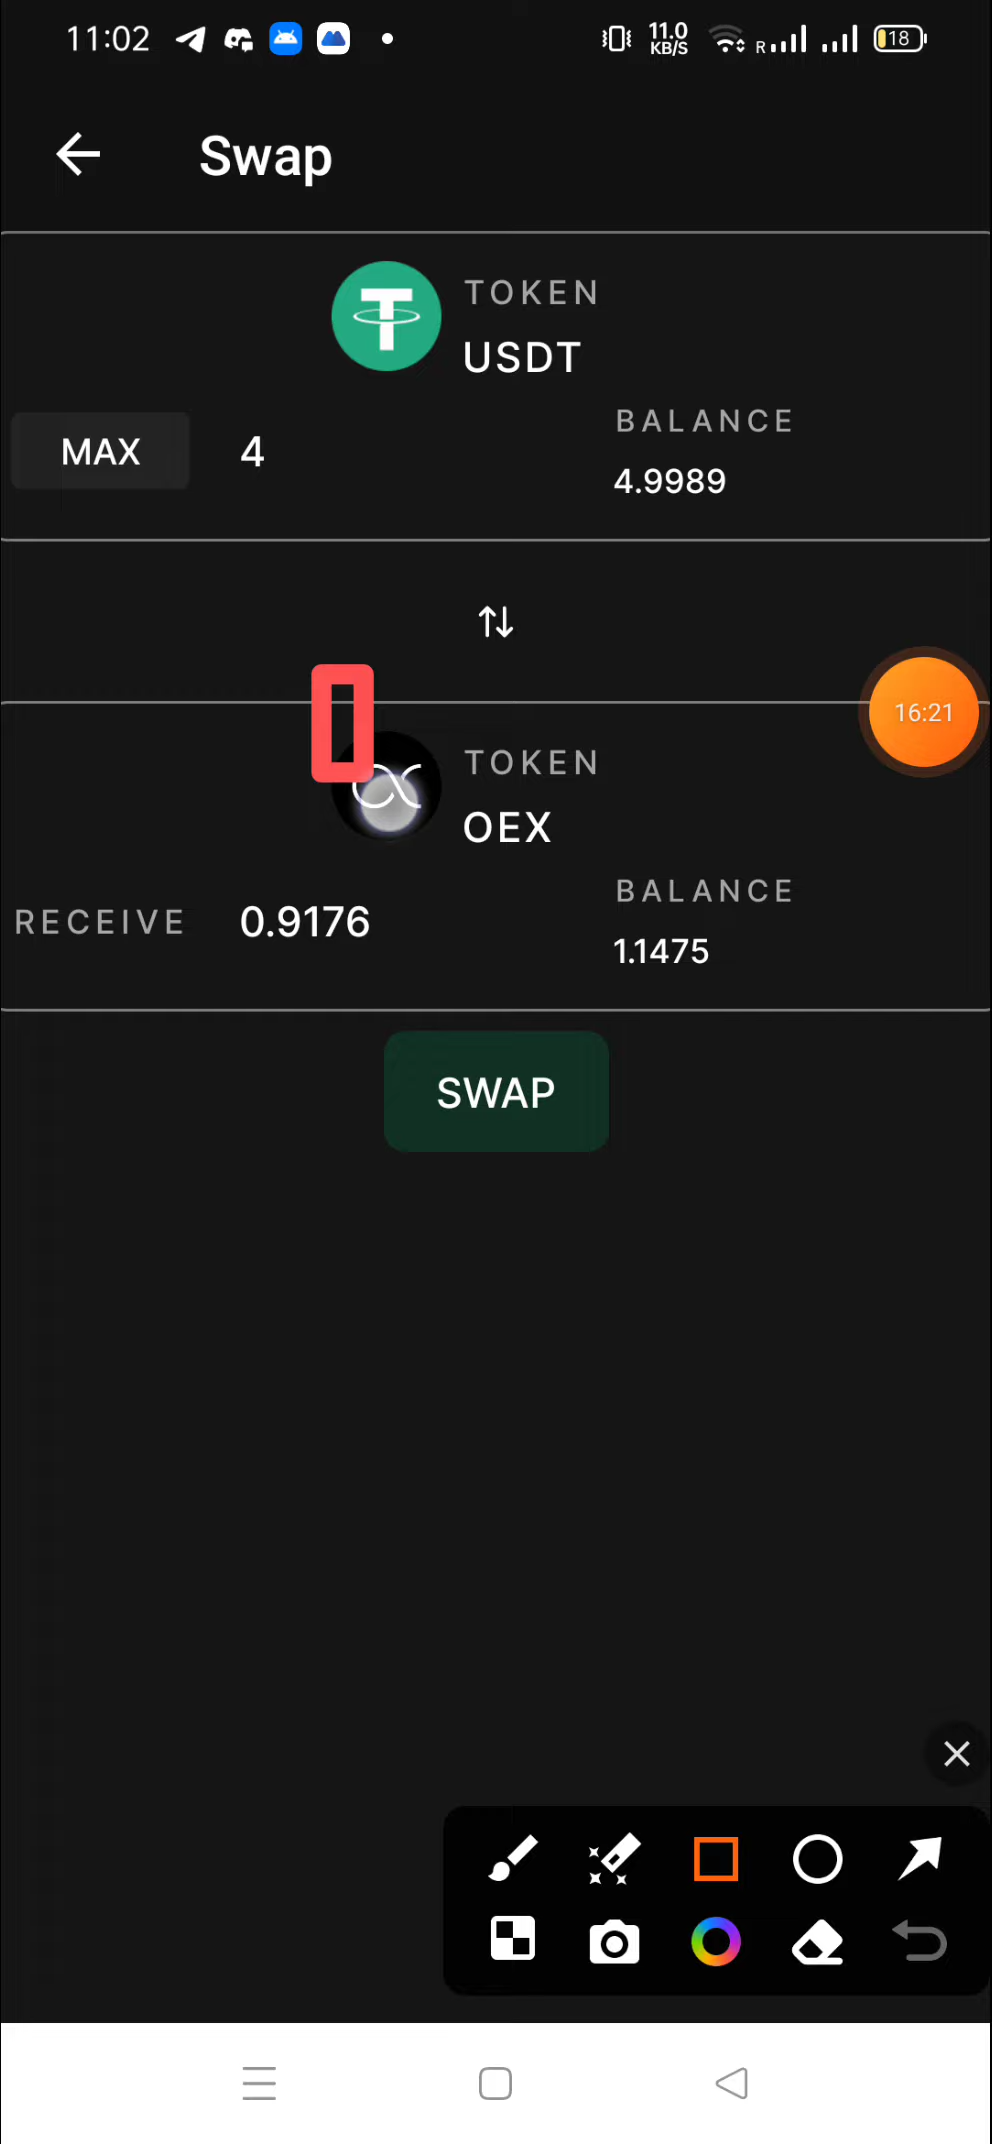 11:02
11.0
KB/S
R
18
Swap
TOKEN
USDT
MAX
4
BALANCE
4.9989
16:21
TOKEN
OEX
RECEIVE
0.9176
BALANCE
1.1475
SWAP